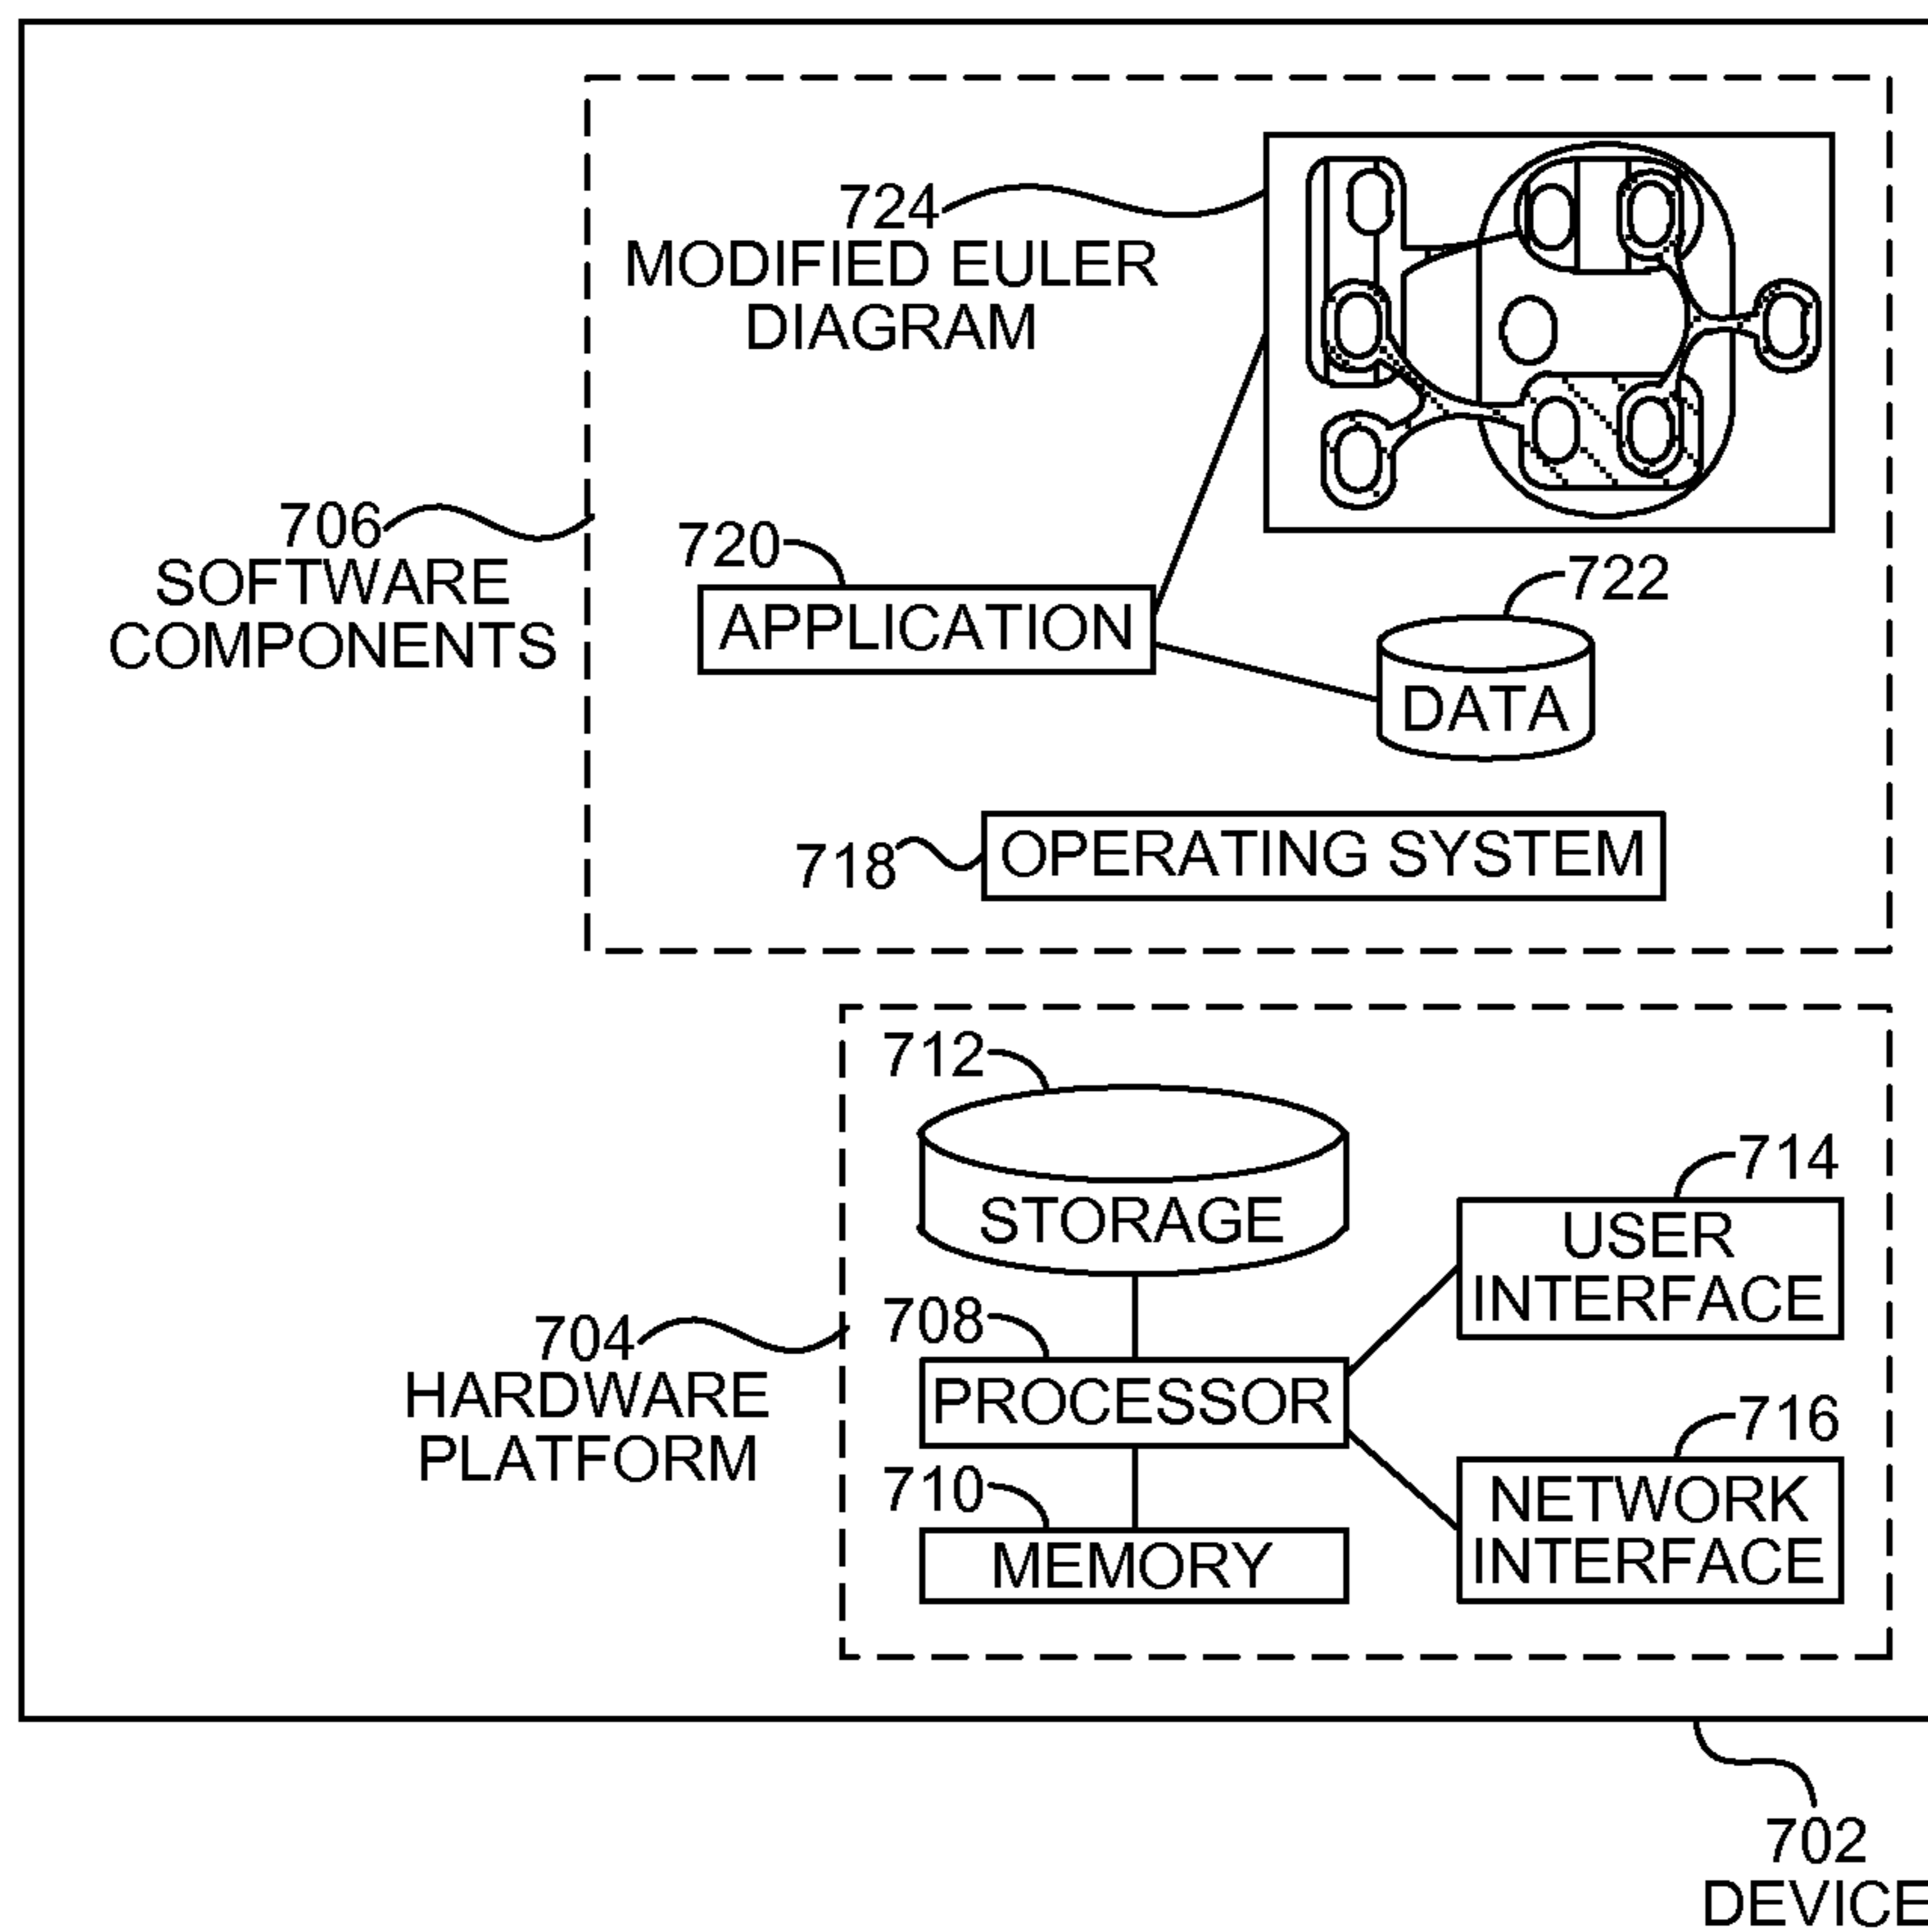 724
MODIFIED EULER
DIAGRAM
706
SOFTWARE
COMPONENTS
720
APPLICATION
722
DATA
718
OPERATING SYSTEM
712
STORAGE
714
USER
INTERFACE
704
HARDWARE
PLATFORM
708
PROCESSOR
716
NETWORK
INTERFACE
710
MEMORY
702
DEVICE